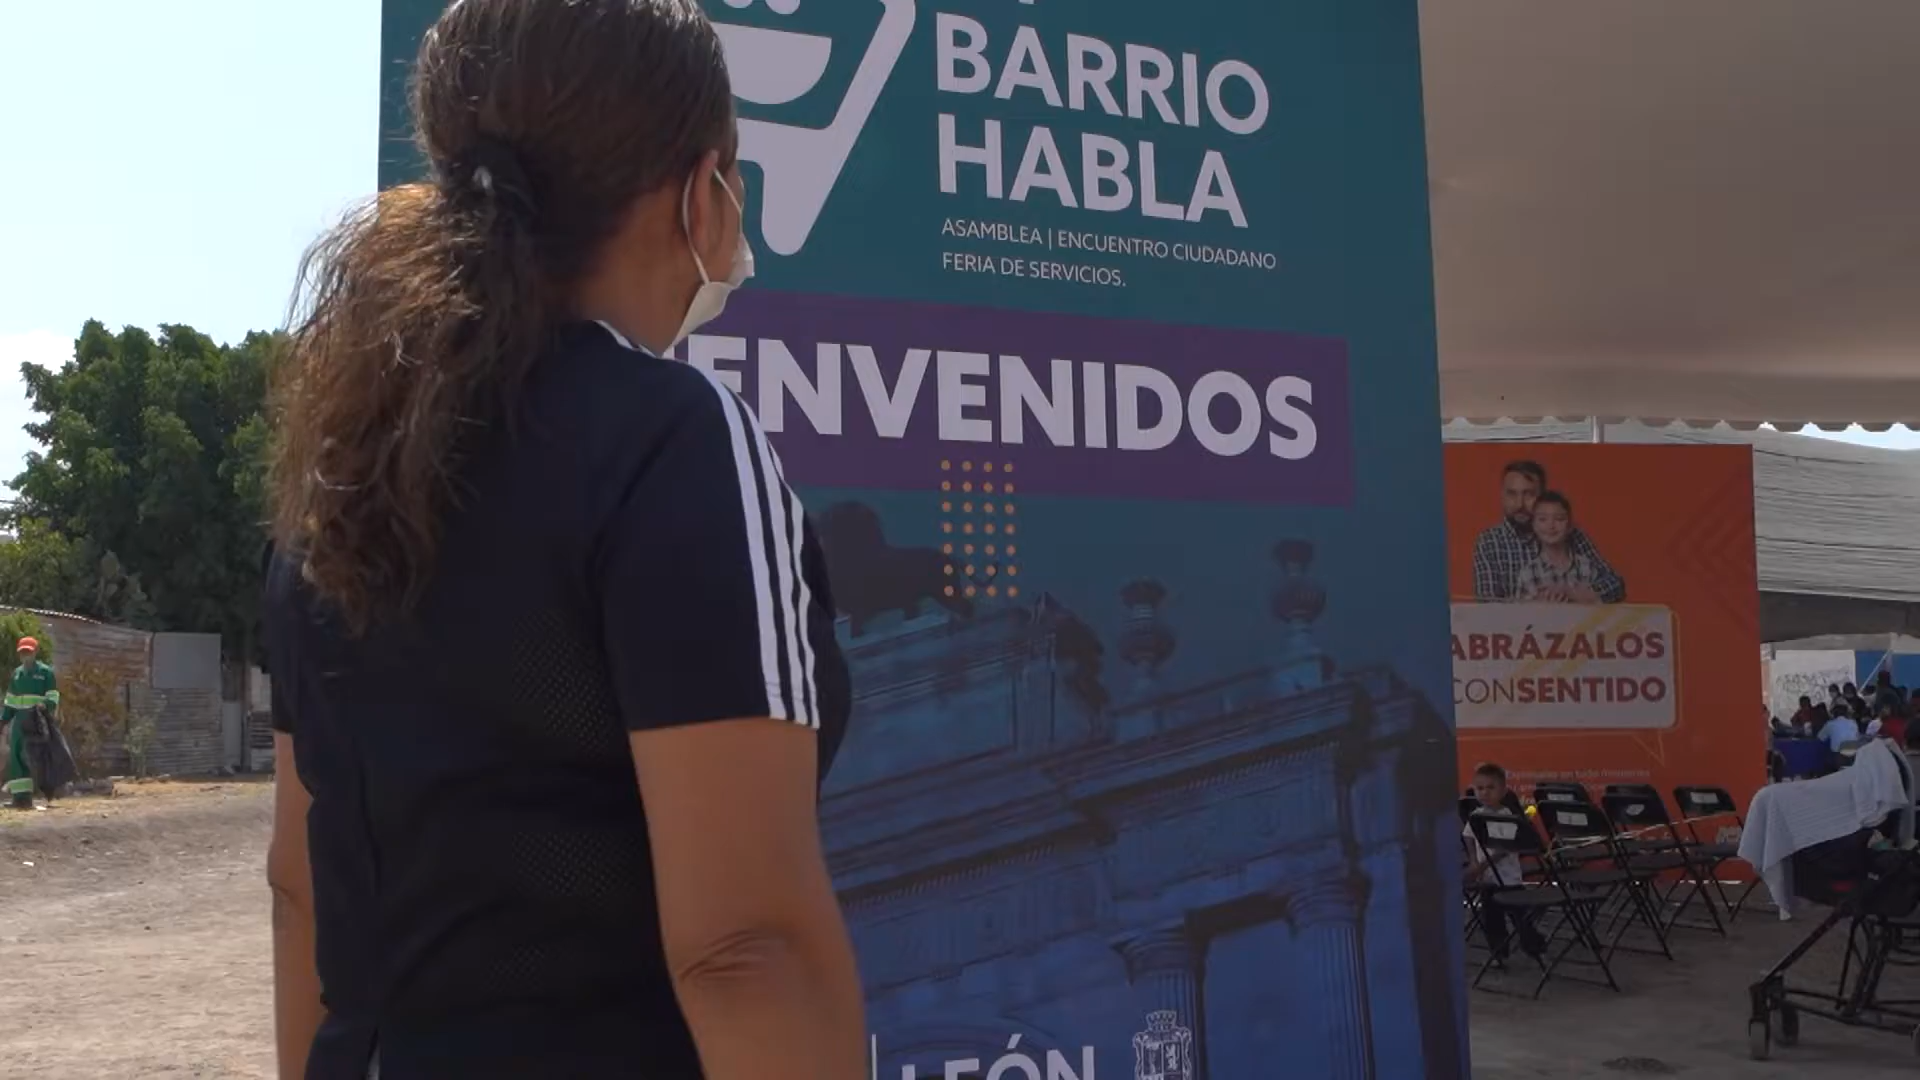 BARRIO
HABLA
ASAMBLEA | ENCUENTRO CIUDADANO
FERIA DE SERVICIOS.
ENVENIDOS
ABRÁZALOS
CONSENTIDO
LEÓN